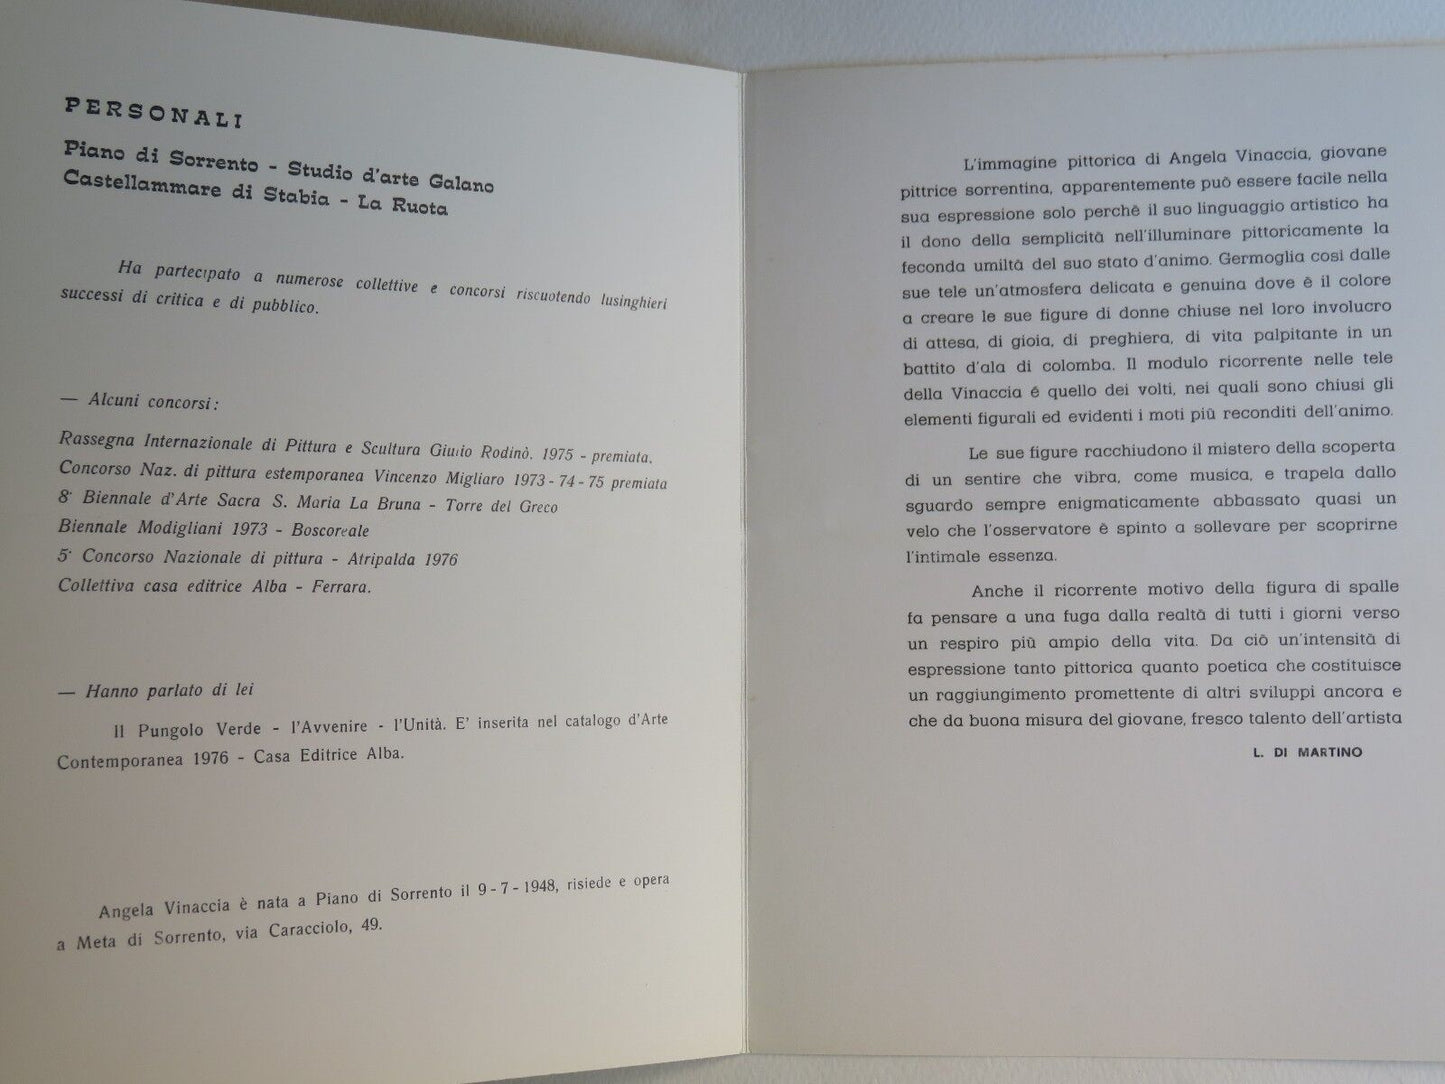 PERSONALI
Piano di Sorrento - Studio d'arte Galano
Castellammare di Stabia - La Ruota
Ha partecipato a numerose collettive e concorsi riscuotendo lusinghieri
successi di critica e di pubblico.
— Alcuni concorsi:
Rassegna Internazionale di Pittura e Scultura Giulio Rodinò. 1975 - premiata.
Concorso Naz. di pittura estemporanea Vincenzo Migliaro 1973-74-75 premiata
8ª Biennale d'Arte Sacra S. Maria La Bruna - Torre del Greco
Biennale Modigliani 1973 - Boscoreale
5ª Concorso Nazionale di pittura - Atripalda 1976
Collettiva casa editrice Alba - Ferrara.
— Hanno parlato di lei
Il Pungolo Verde - l'Avvenire - l'Unità. E' inserita nel catalogo d'Arte
Contemporanea 1976 - Casa Editrice Alba.
Angela Vinaccia è nata a Piano di Sorrento il 9-7-1948, risiede e opera
a Meta di Sorrento, via Caracciolo, 49.
L'immagine pittorica di Angela Vinaccia, giovane
pittrice sorrentina, apparentemente può essere facile nella
sua espressione solo perchè il suo linguaggio artistico ha
il dono della semplicità nell'illuminare pittoricamente la
feconda umiltà del suo stato d'animo. Germoglia così dalle
sue tele un'atmosfera delicata e genuina dove è il colore
a creare le sue figure di donne chiuse nel loro involucro
di attesa, di gioia, di preghiera, di vita palpitante in un
battito d'ala di colomba. Il modulo ricorrente nelle tele
della Vinaccia é quello dei volti, nei quali sono chiusi gli
elementi figurali ed evidenti i moti più reconditi dell'animo.
Le sue figure racchiudono il mistero della scoperta
di un sentire che vibra, come musica, e trapela dallo
sguardo sempre enigmaticamente abbassato quasi un
velo che l'osservatore è spinto a sollevare per scoprirne
l'intimale essenza.
Anche il ricorrente motivo della figura di spalle
fa pensare a una fuga dalla realtà di tutti i giorni verso
un respiro più ampio della vita. Da ciò un'intensità di
espressione tanto pittorica quanto poetica che costituisce
un raggiungimento promettente di altri sviluppi ancora e
che da buona misura del giovane, fresco talento dell'artista
L. DI MARTINO